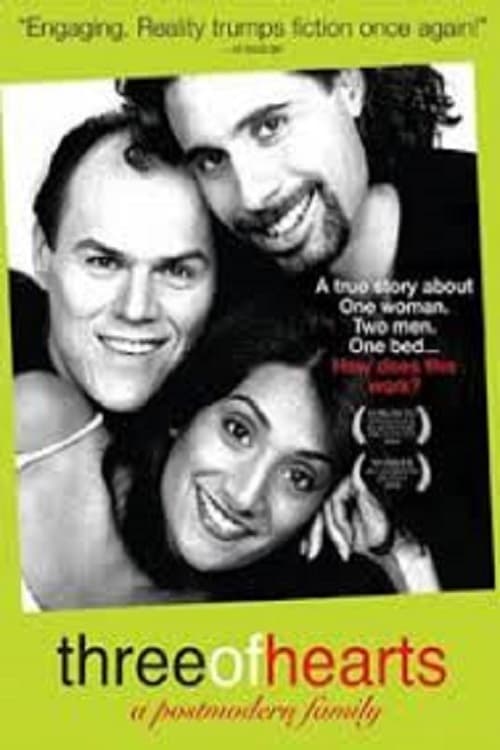 "Engaging. Reality trumps fiction once again!"
A true story about
One woman.
Two men.
One bed...
How does this
work?
threeofhearts
a postmodern family